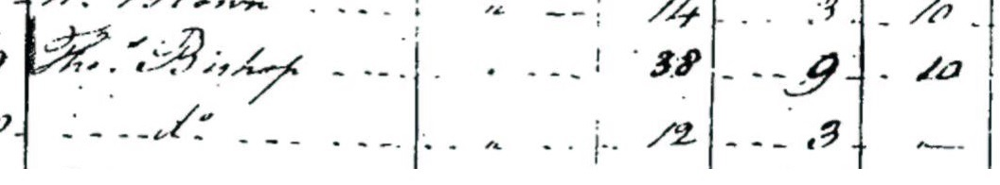 14 3 10
Thos. Bishop " 38 9 10
do " 12 3 —